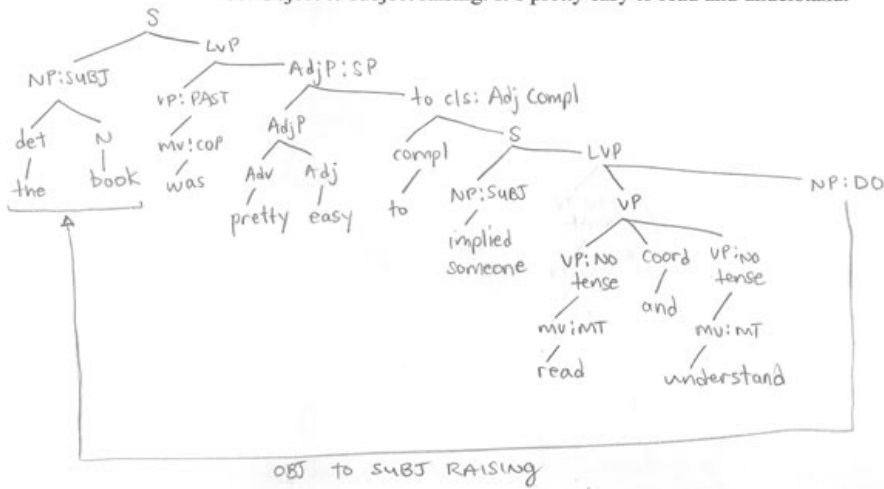 S
LVP
NP:SUBJ
VP:PAST
AdjP:SP
to cls: Adj Compl
det
N
mv:COP
AdjP
compl
S
LVP
the
book
was
Adv
Adj
to
NP:SUBJ
VP
NP:DO
pretty
easy
implied
someone
VP:NO
tense
coord
VP:NO
tense
and
mv:MT
mv:MT
read
understand
OBJ TO SUBJ RAISING